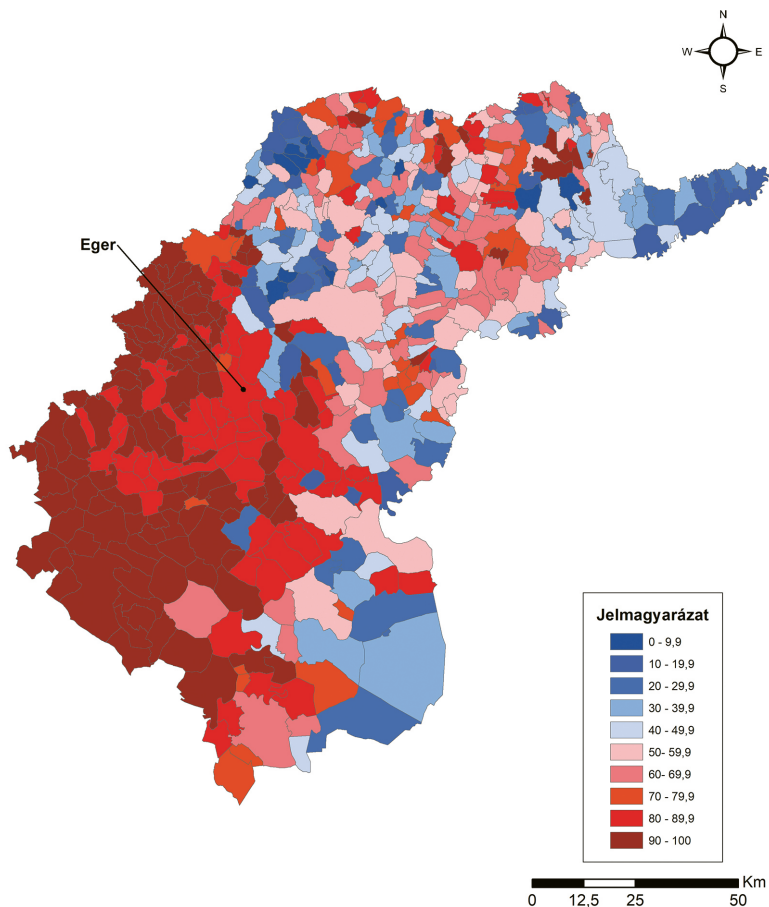 N
W E
S
Eger
Jelmagyarázat
0 - 9,9
10 - 19,9
20 - 29,9
30 - 39,9
40 - 49,9
50- 59,9
60 - 69,9
70 - 79,9
80 - 89,9
90 - 100
Km
0 12,5 25 50